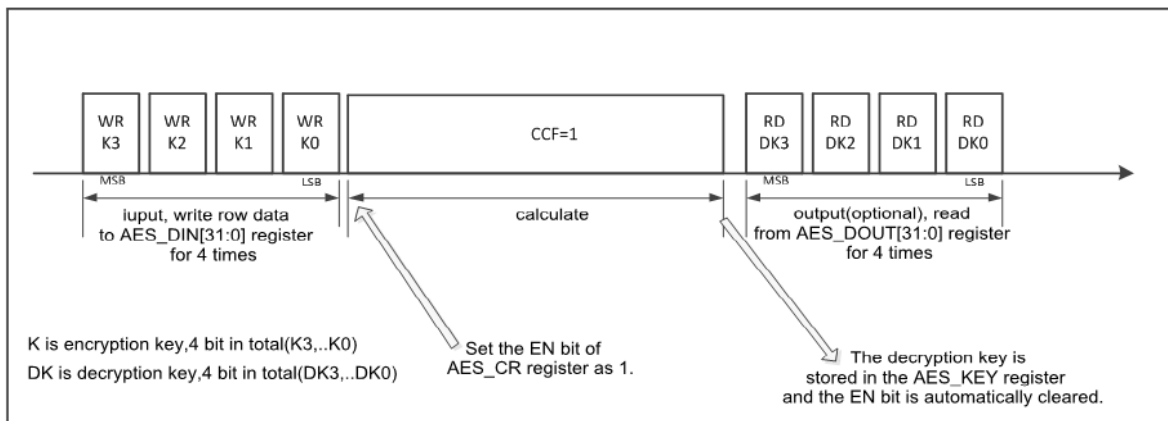 WR WR WR WR RD RD RD RD
K3 K2 K1 K0 CCF=1 DK3 DK2 DK1 DK0
MSB LSB MSB LSB
iuput, write row data
to AES_DIN[31:0] register
for 4 times
calculate
output(optional), read
from AES_DOUT[31:0] register
for 4 times
K is encryption key,4 bit in total(K3,..K0)
DK is decryption key,4 bit in total(DK3,..DK0)
Set the EN bit of
AES_CR register as 1.
The decryption key is
stored in the AES_KEY register
and the EN bit is automatically cleared.